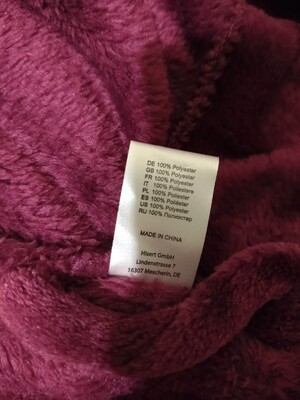 DE 100% Polyester
GB 100% Polyester
FR 100% Polyester
IT 100% Poliestere
PL 100% Poliester
ES 100% Poliéster
US 100% Polyester
RU 100% Полиэстер
MADE IN CHINA
Hisert GmbH
Lindenstrasse 7
16307 Mescherin, DE